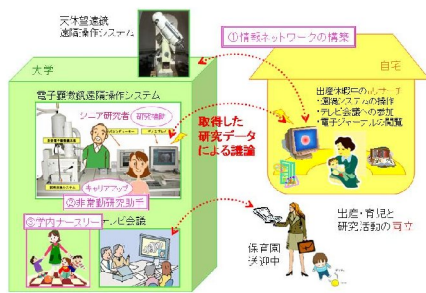 天体望遠鏡
遠隔操作システム
①情報ネットワークの構築
大学
自宅
電子顕微鏡遠隔操作システム
シニア研究者
研究補助
出産休暇中の
・遠隔システムの操作
・テレビ会議への参加
・電子ジャーナルの閲覧
取得した
研究データ
による議論
キャリアアップ
②非常勤研究助手
③学内ナースリー
テレビ会議
出産・育児と
研究活動の両立
保育園
送迎中